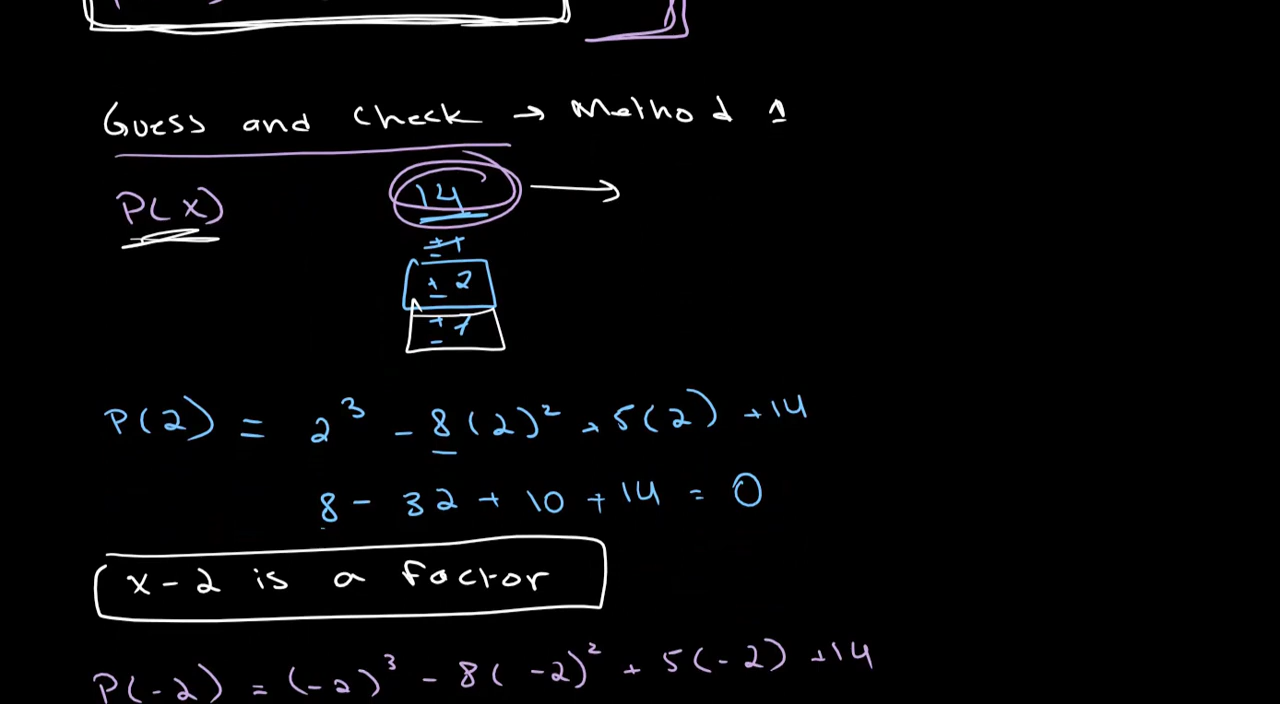 Guess and check → Method 1
P(x) 14 →
±1
± 2
± 7
P(2) = 2³ - 8(2)² + 5(2) + 14
8 - 32 + 10 + 14 = 0
x - 2 is a factor
P(-2) = (-2)³ - 8(-2)² + 5(-2) + 14